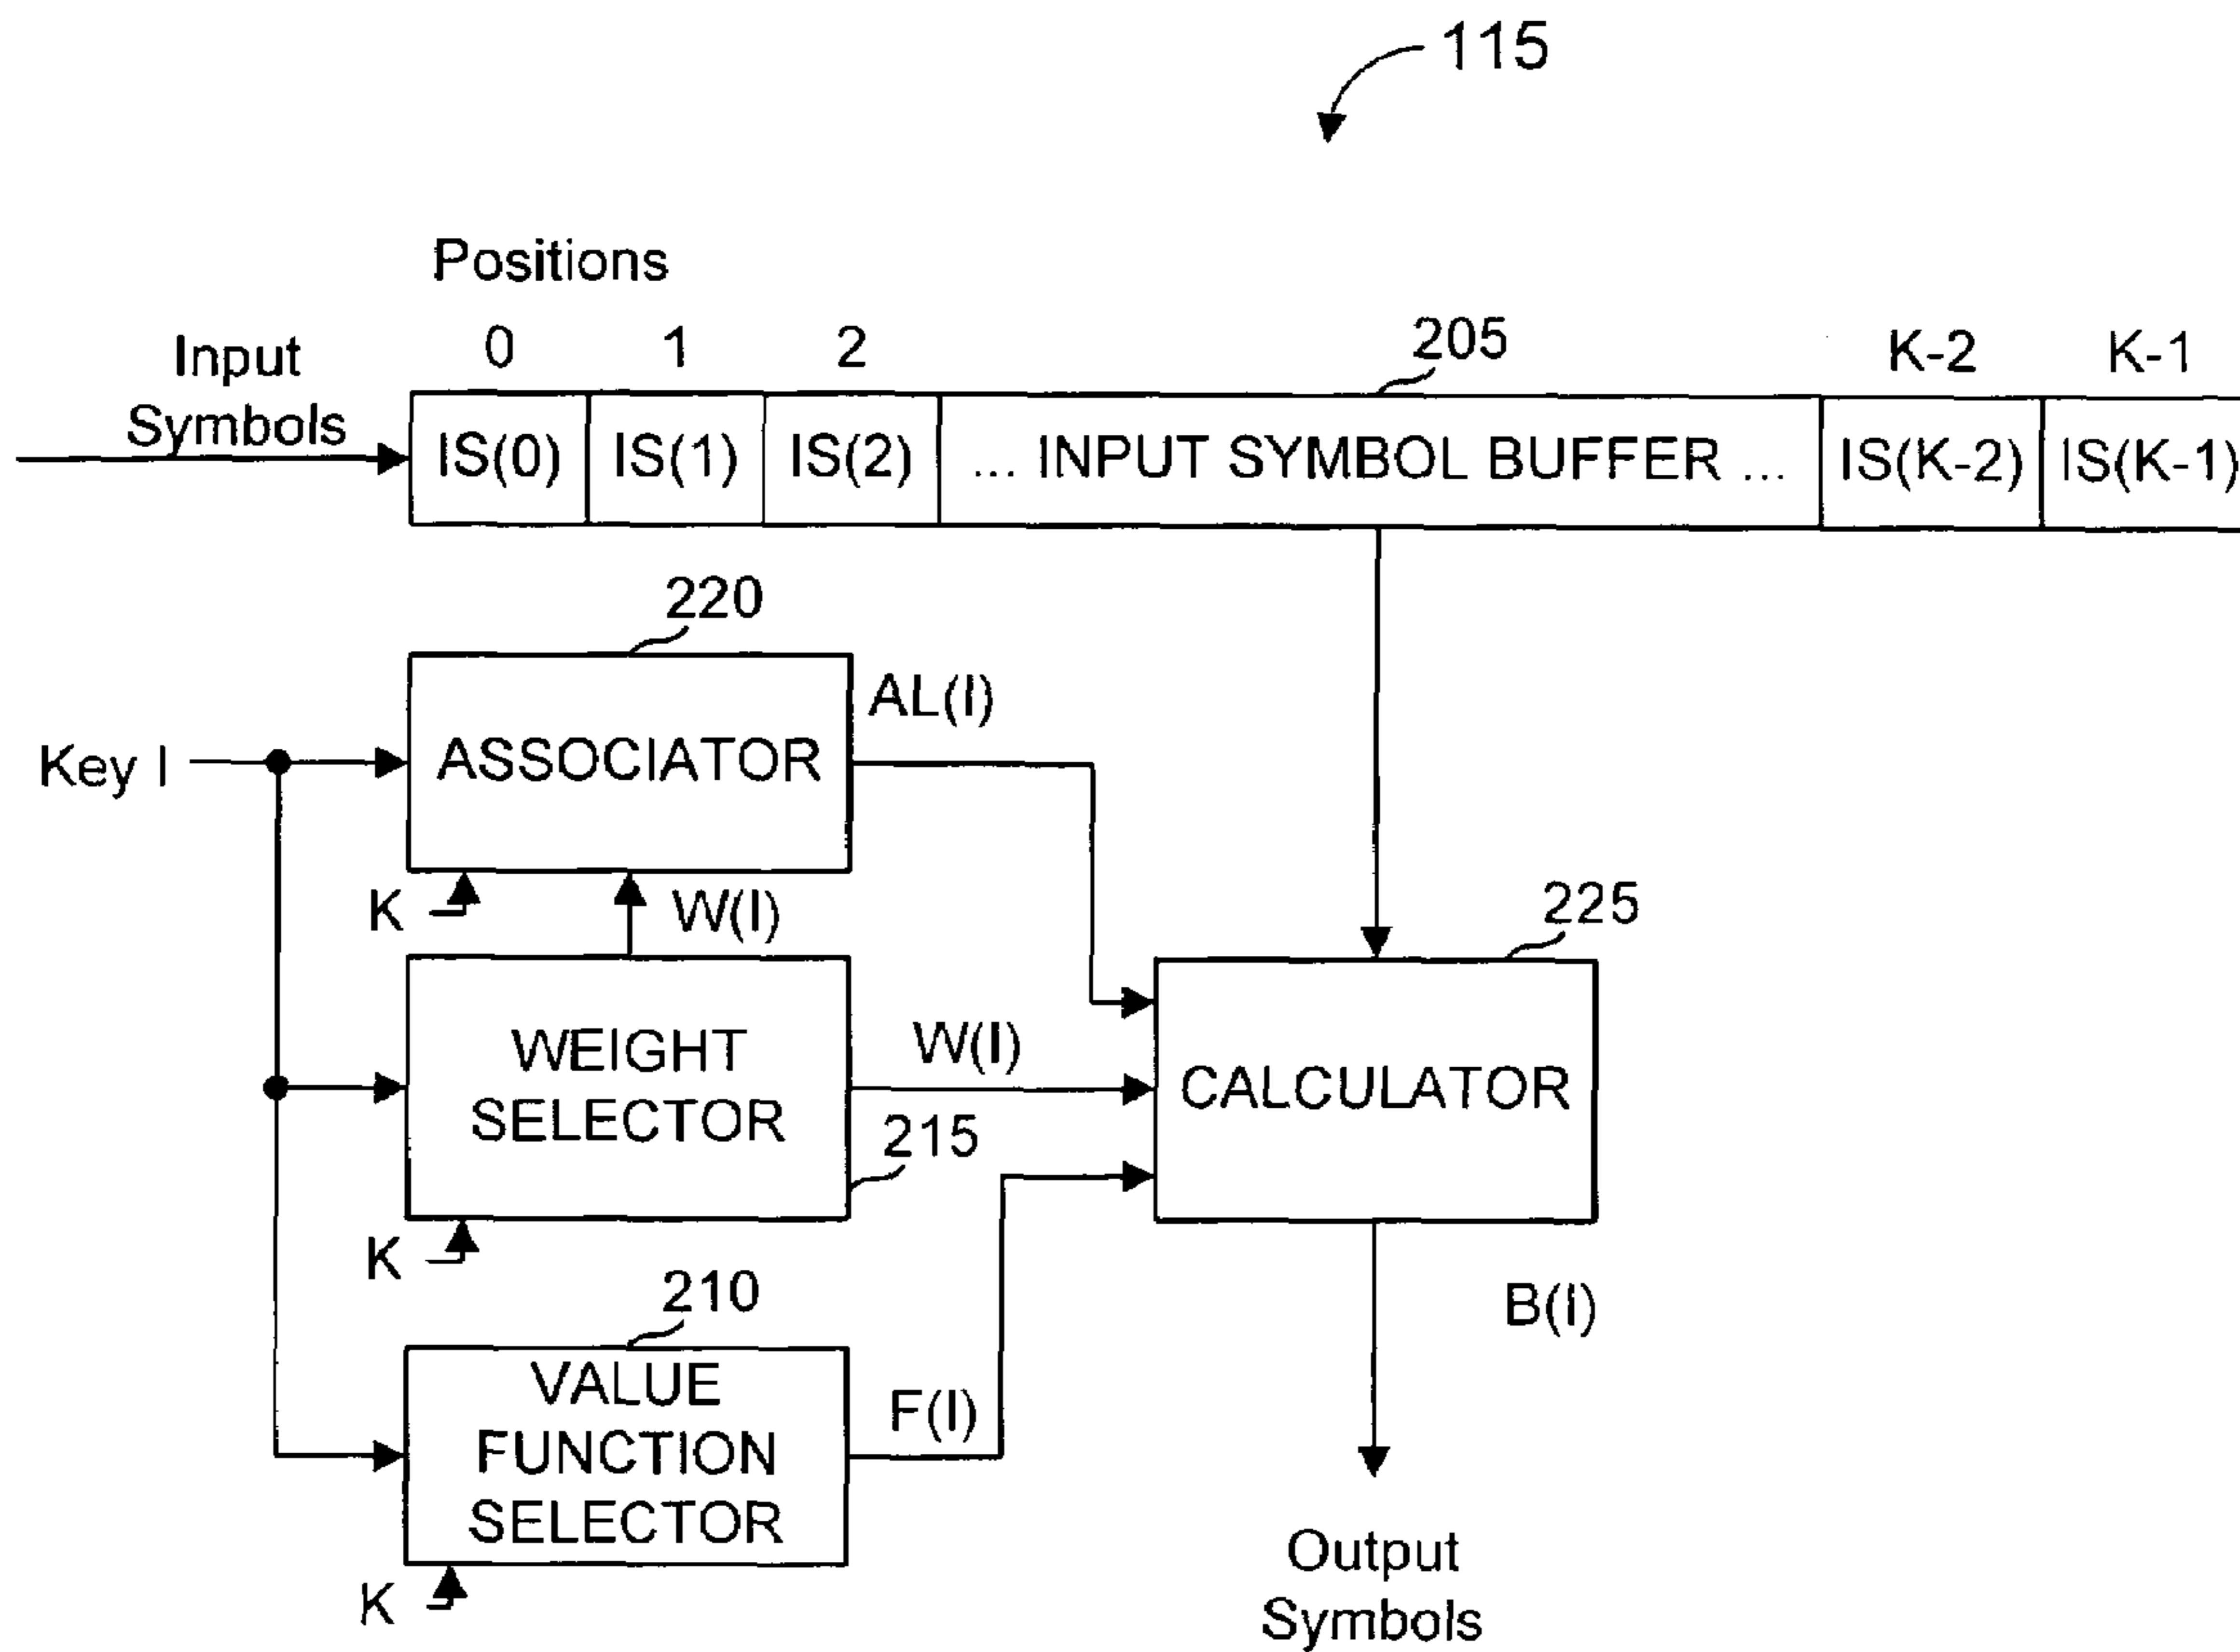 115
Positions
Input
Symbols
0 1 2 205 K-2 K-1
IS(0) IS(1) IS(2) ... INPUT SYMBOL BUFFER ... IS(K-2) IS(K-1)
220
AL(I)
Key I
ASSOCIATOR
K
W(I)
225
WEIGHT
SELECTOR
W(I)
CALCULATOR
215
K
210
B(I)
VALUE
FUNCTION
SELECTOR
F(I)
K
Output
Symbols